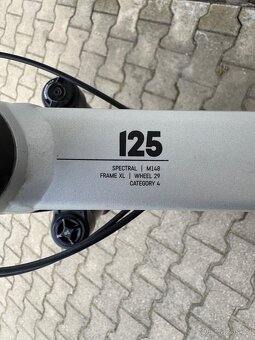 125
SPECTRAL | M148
FRAME XL | WHEEL 29
CATEGORY 4